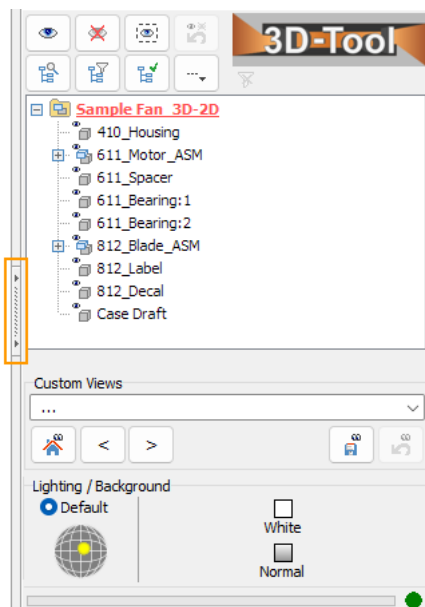 3D-Tool
...
Sample Fan_3D-2D
410_Housing
611_Motor_ASM
611_Spacer
611_Bearing:1
611_Bearing:2
812_Blade_ASM
812_Label
812_Decal
Case Draft
Custom Views
...
< >
Lighting / Background
Default
White
Normal